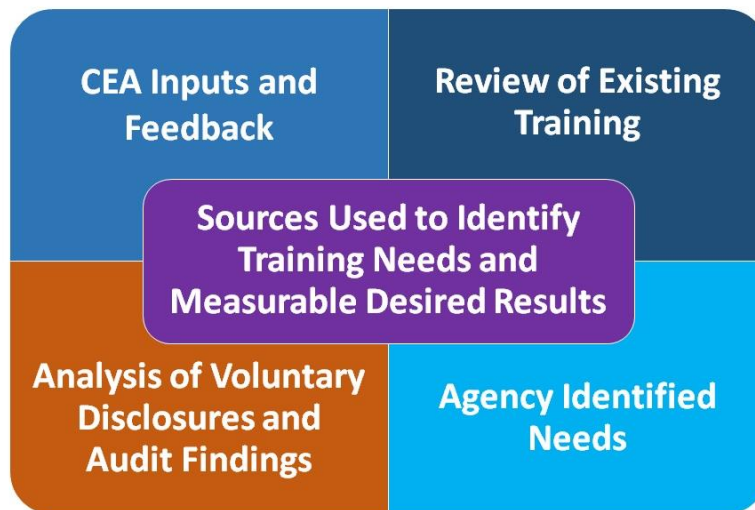 CEA Inputs and
Feedback
Review of Existing
Training
Sources Used to Identify
Training Needs and
Measurable Desired Results
Analysis of Voluntary
Disclosures and
Audit Findings
Agency Identified
Needs